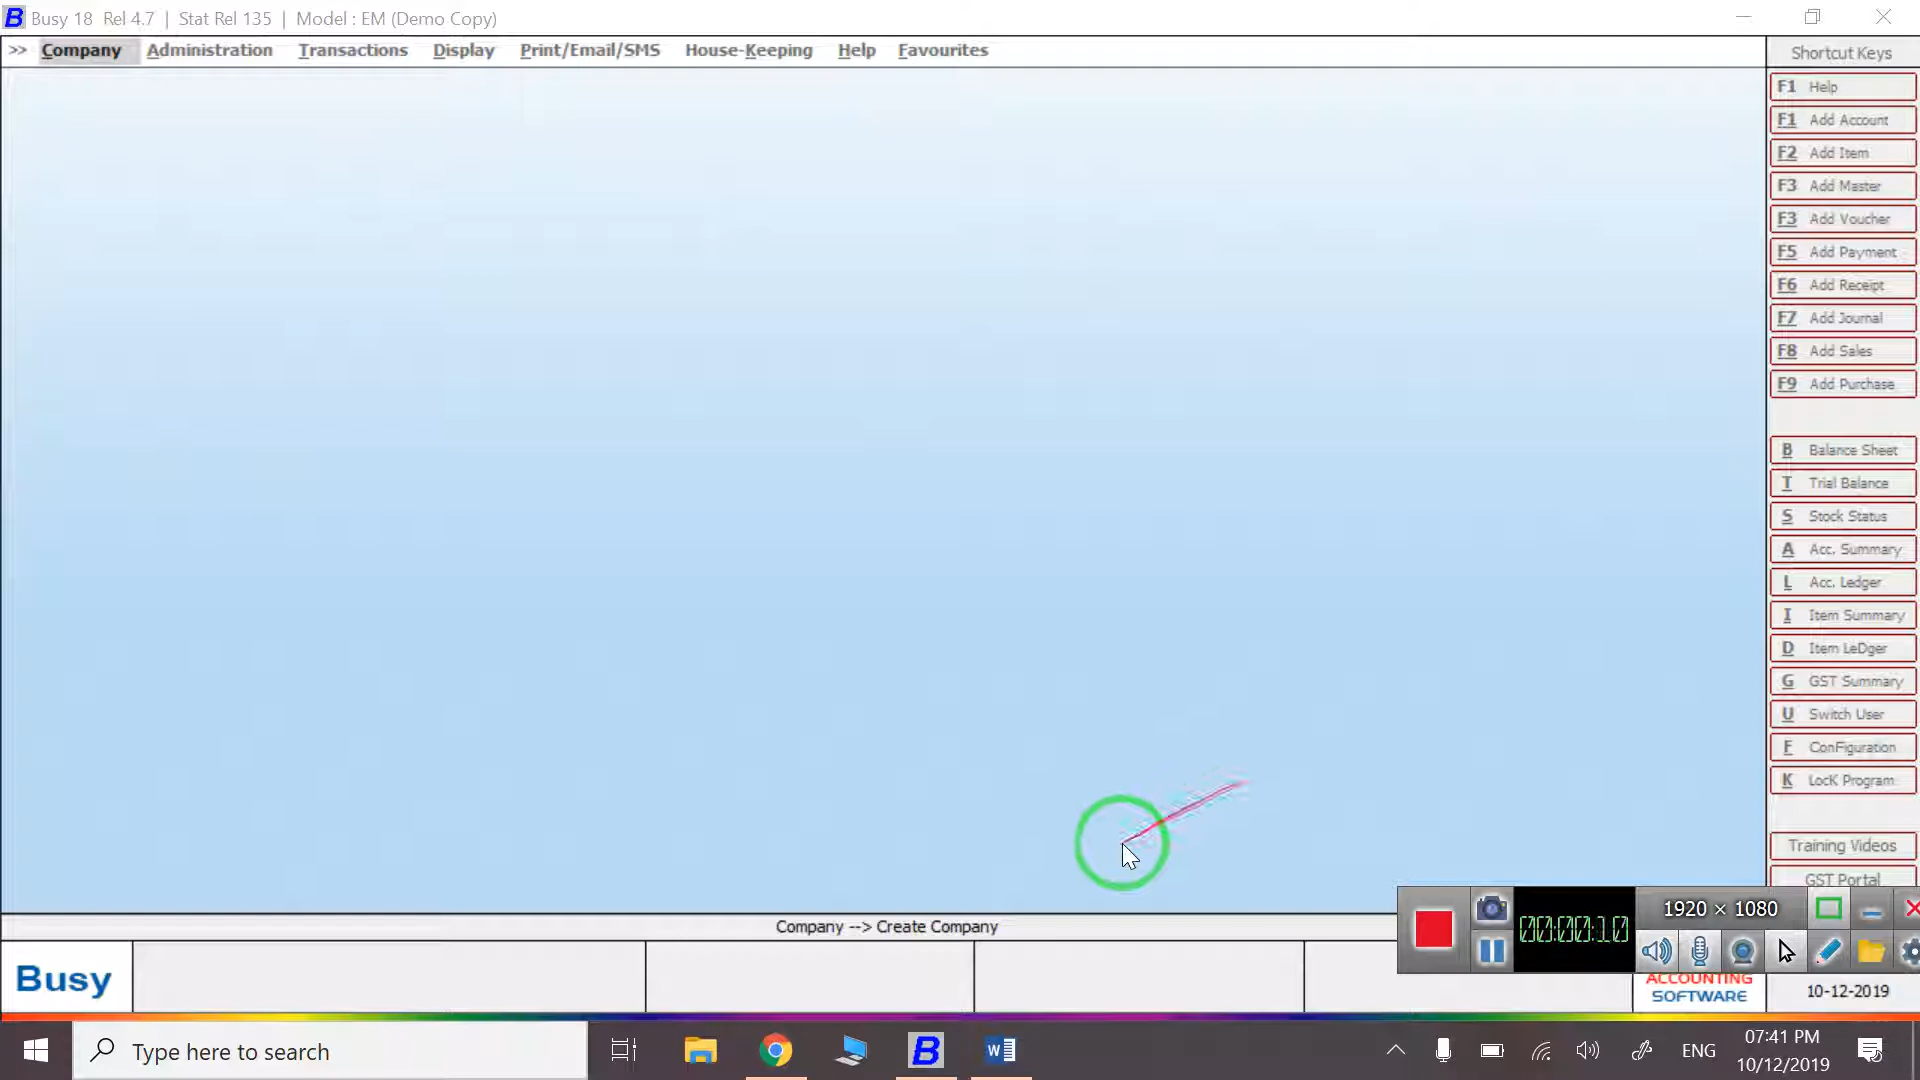 B Busy 18 Rel 4.7 | Stat Rel 135 | Model : EM (Demo Copy)
>> Company Administration Transactions Display Print/Email/SMS House-Keeping Help Favourites
Shortcut Keys
F1 Help
F1 Add Account
F2 Add Item
F3 Add Master
F3 Add Voucher
F5 Add Payment
F6 Add Receipt
F7 Add Journal
F8 Add Sales
F9 Add Purchase
B Balance Sheet
T Trial Balance
S Stock Status
A Acc. Summary
L Acc. Ledger
I Item Summary
D Item LeDger
G GST Summary
U Switch User
F ConFiguration
K LocK Program
Training Videos
GST Portal
00:00:10
1920 × 1080
Company --> Create Company
Busy
ACCOUNTING
SOFTWARE
10-12-2019
Type here to search
B
W
ENG
07:41 PM
10/12/2019